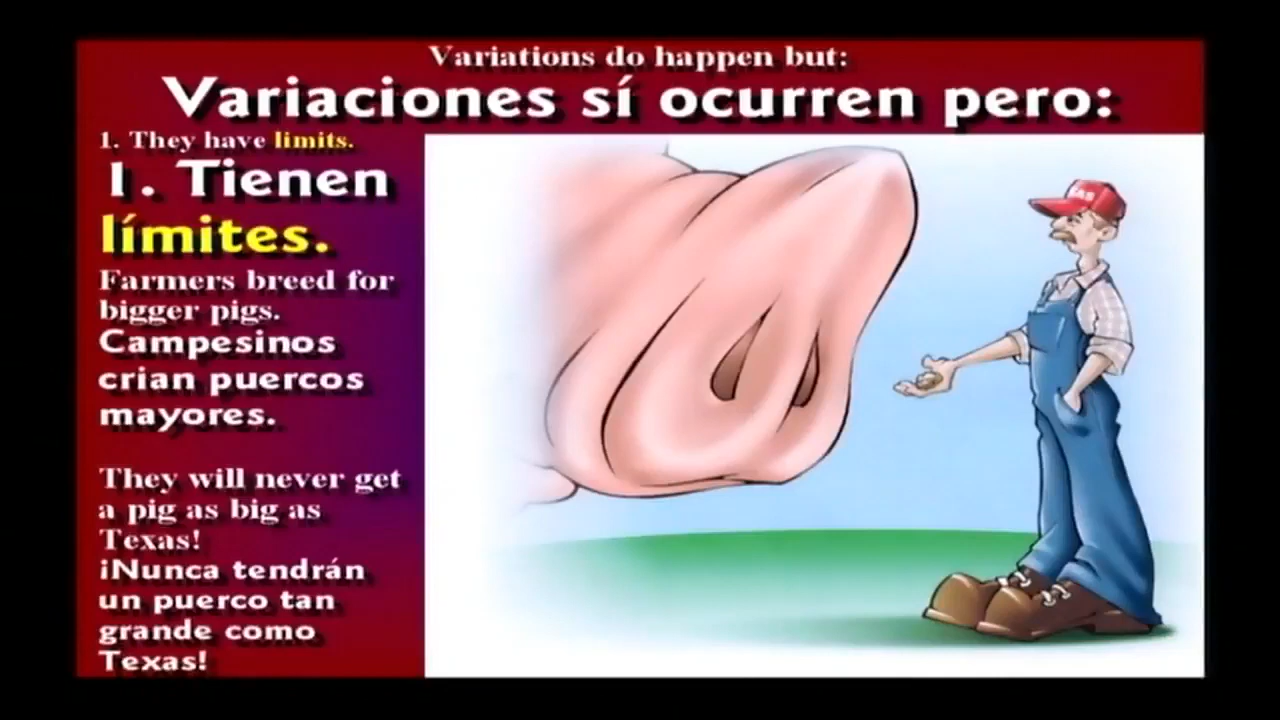 Variations do happen but:
Variaciones sí ocurren pero:
1. They have limits.
1. Tienen
límites.
Farmers breed for
bigger pigs.
Campesinos
crian puercos
mayores.
They will never get
a pig as big as
Texas!
¡Nunca tendrán
un puerco tan
grande como
Texas!